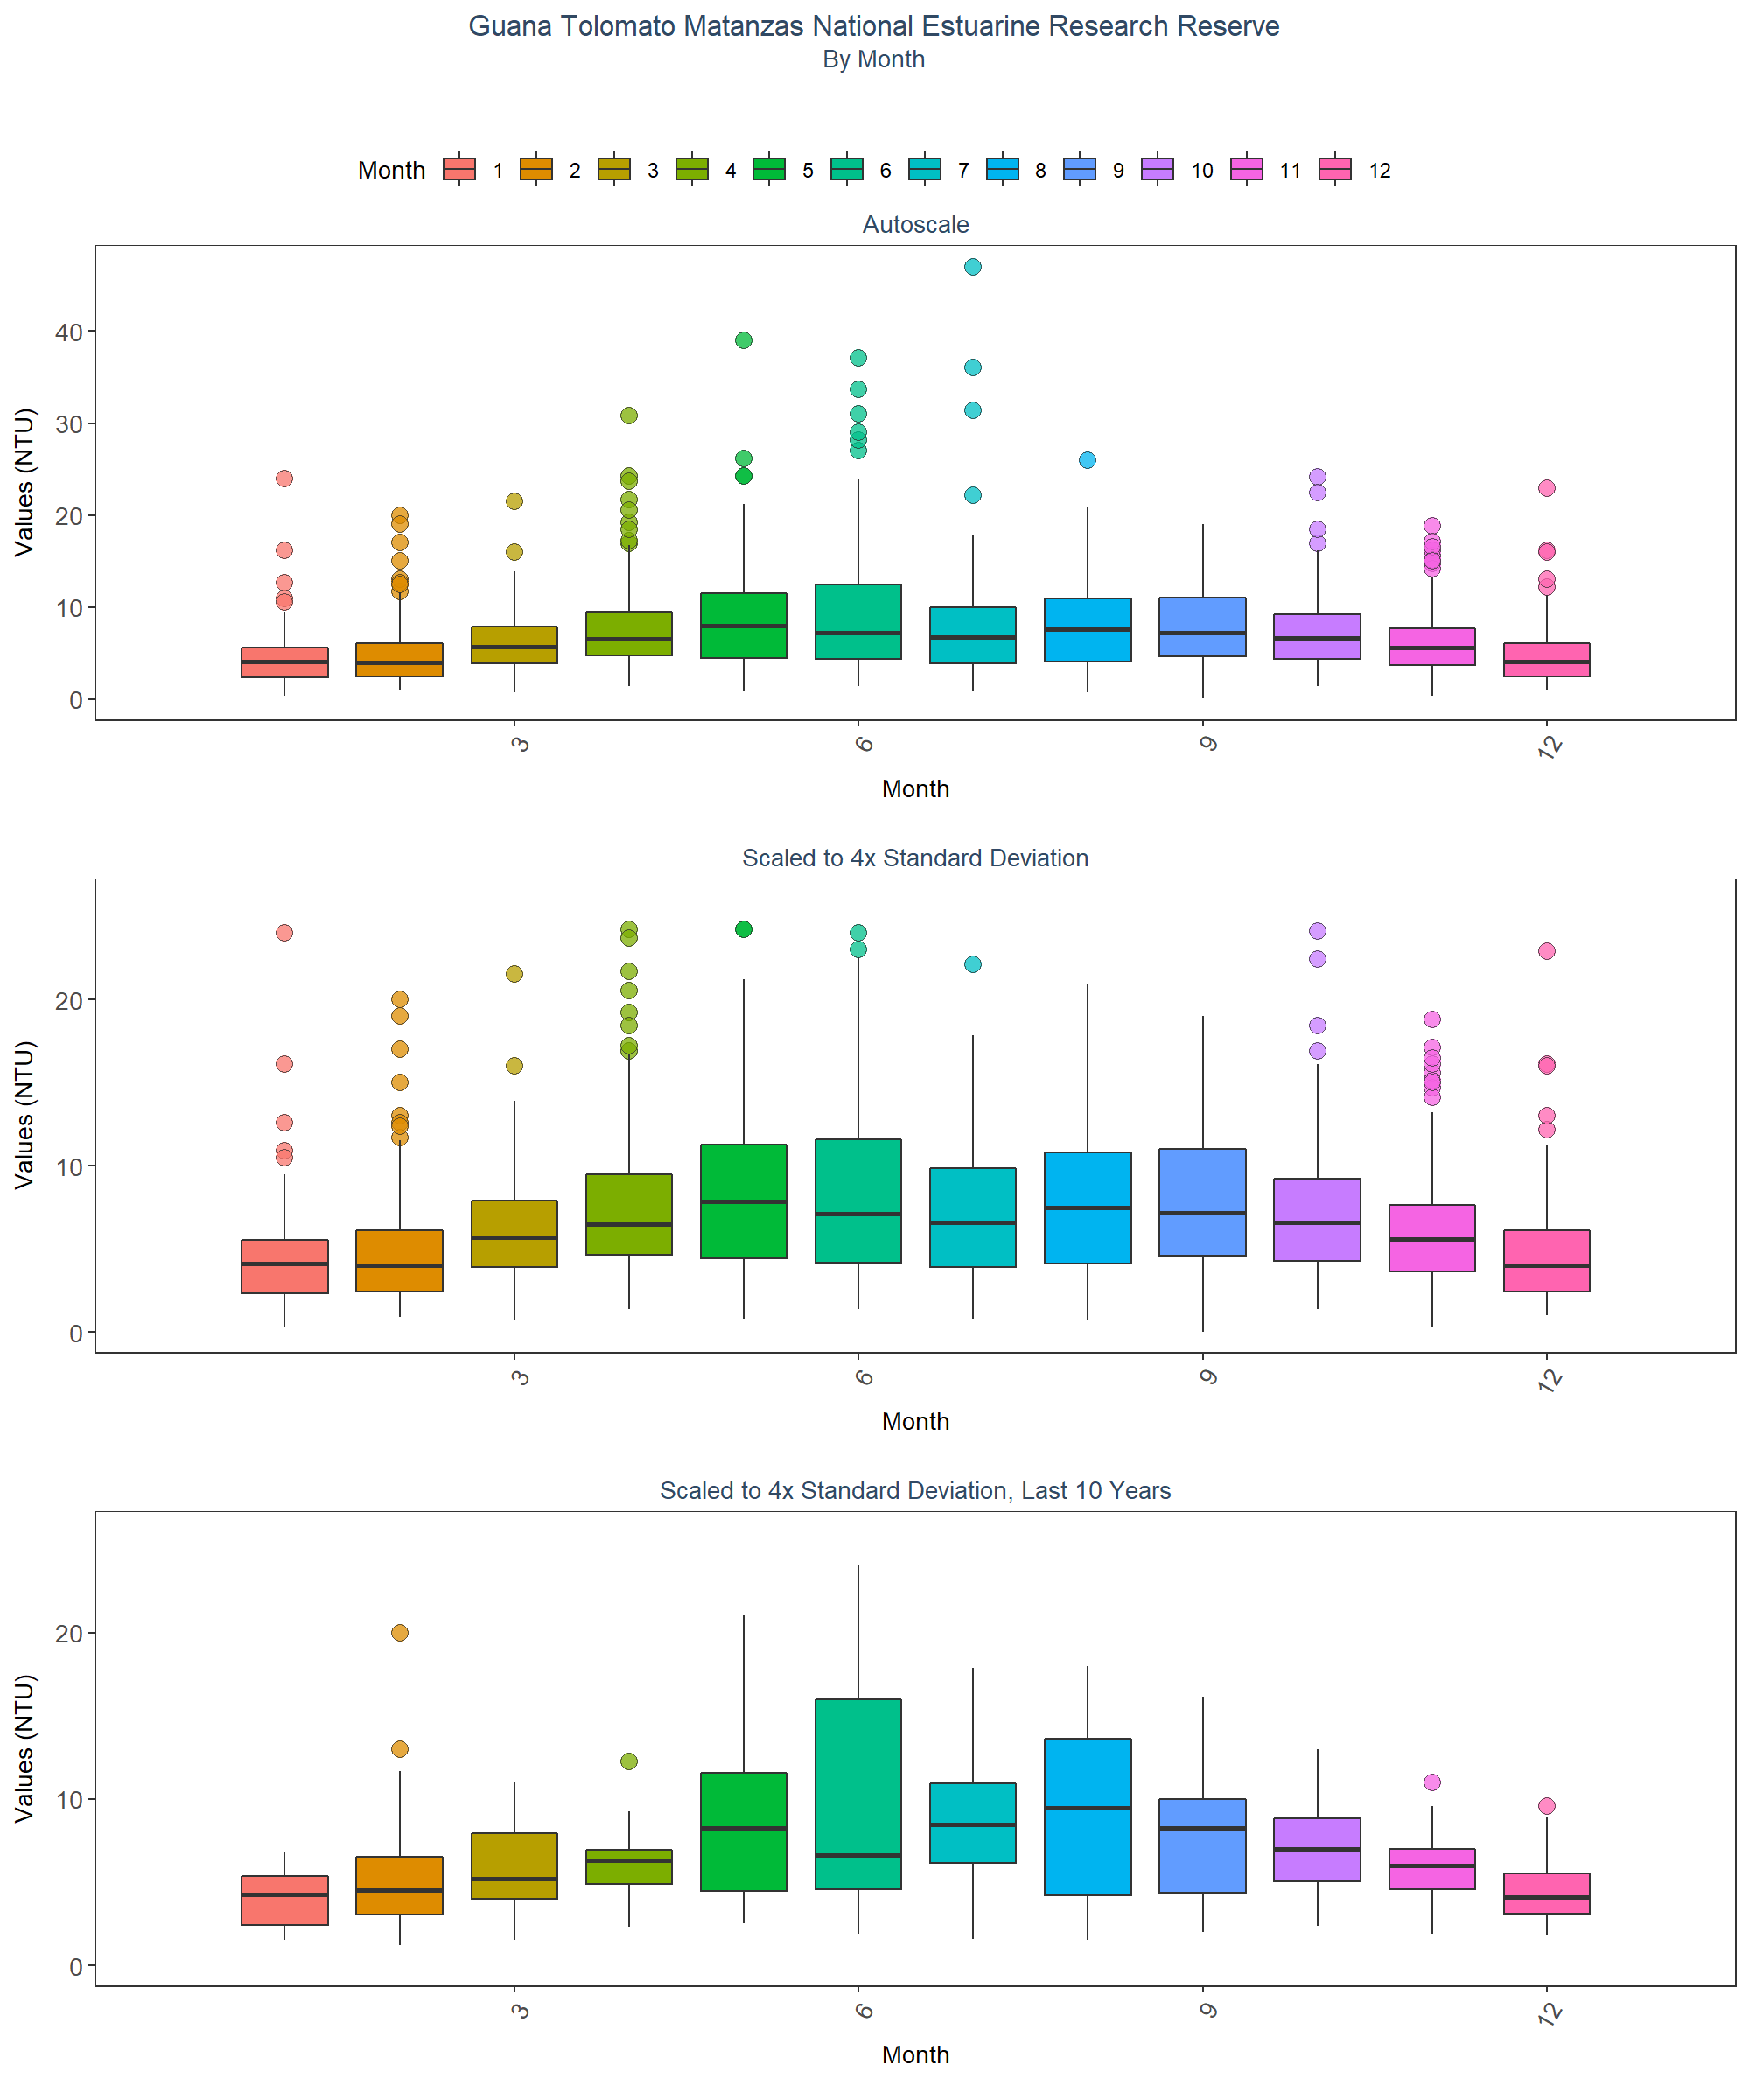 Guana Tolomato Matanzas National Estuarine Research Reserve
By Month
Month 1 2 3 4 5 6 7 8 9 10 11 12
Autoscale
Values (NTU)
40
30
20
10
0
3 6 9 12
Month
Scaled to 4x Standard Deviation
Values (NTU)
20
10
0
3 6 9 12
Month
Scaled to 4x Standard Deviation, Last 10 Years
Values (NTU)
20
10
0
3 6 9 12
Month